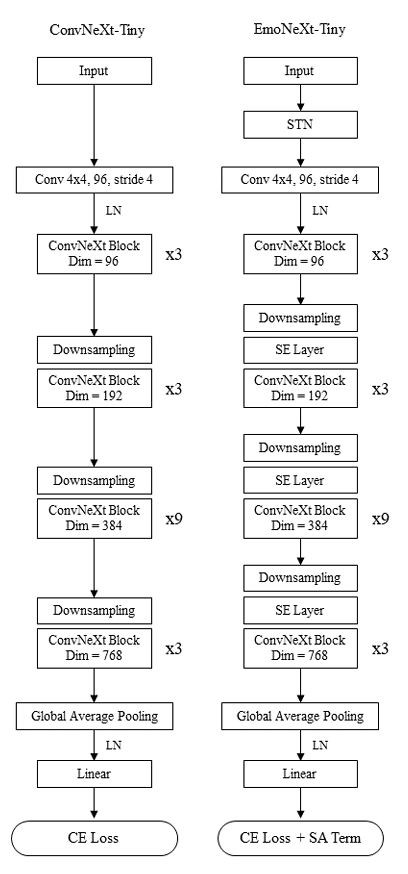 ConvNeXt-Tiny
Input
Conv 4x4, 96, stride 4
LN
ConvNeXt Block
Dim = 96
x3
Downsampling
ConvNeXt Block
Dim = 192
x3
Downsampling
ConvNeXt Block
Dim = 384
x9
Downsampling
ConvNeXt Block
Dim = 768
x3
Global Average Pooling
LN
Linear
CE Loss
EmoNeXt-Tiny
Input
STN
Conv 4x4, 96, stride 4
LN
ConvNeXt Block
Dim = 96
x3
Downsampling
SE Layer
ConvNeXt Block
Dim = 192
x3
Downsampling
SE Layer
ConvNeXt Block
Dim = 384
x9
Downsampling
SE Layer
ConvNeXt Block
Dim = 768
x3
Global Average Pooling
LN
Linear
CE Loss + SA Term